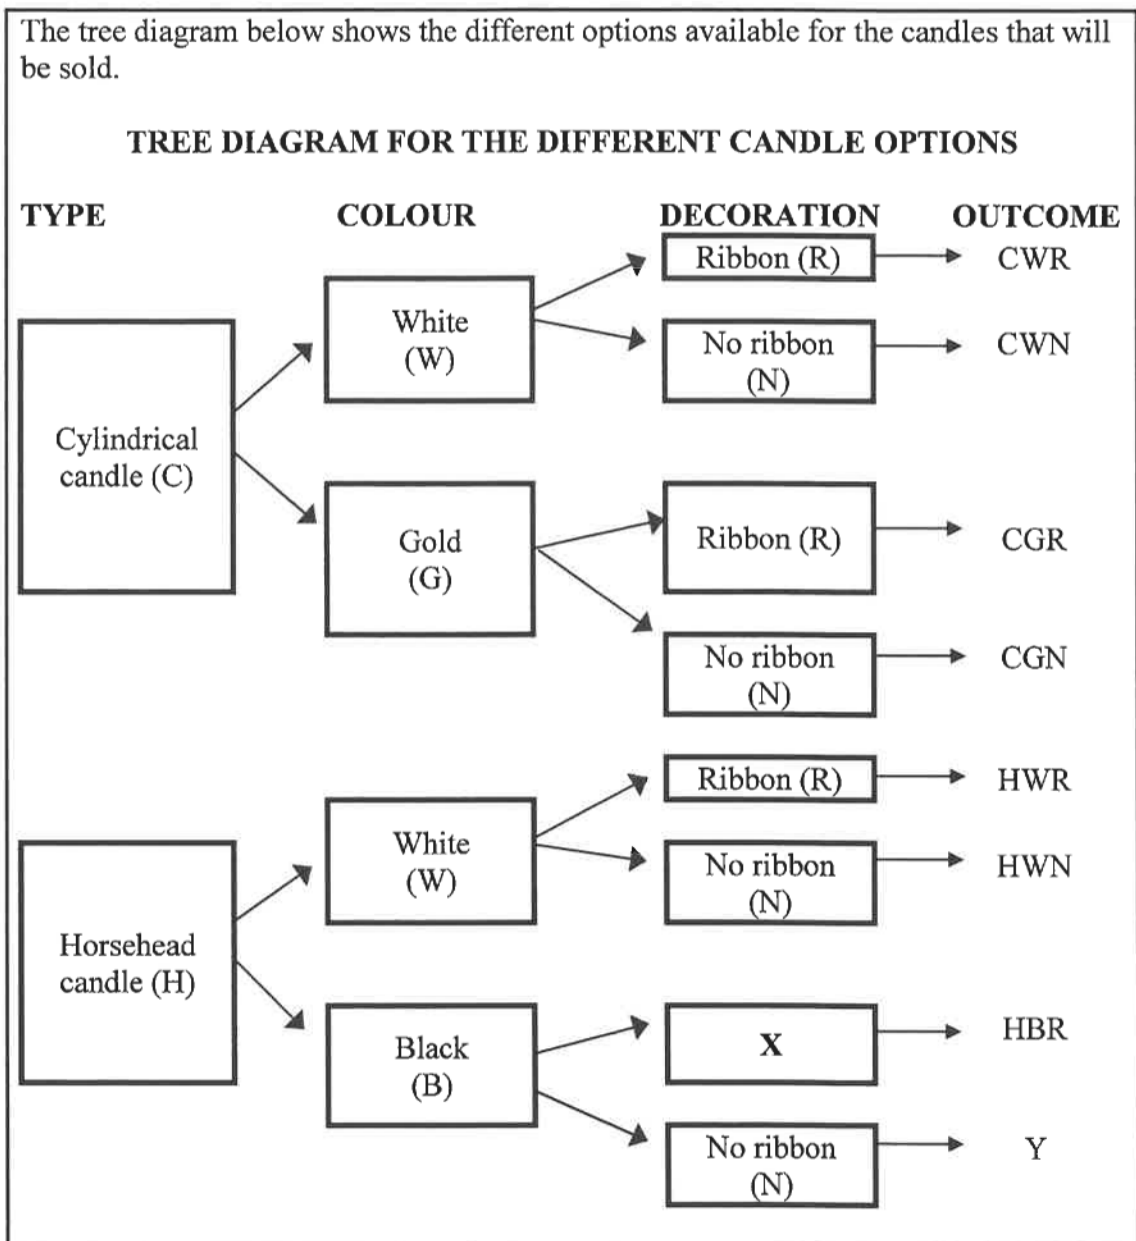 The tree diagram below shows the different options available for the candles that will
be sold.
TREE DIAGRAM FOR THE DIFFERENT CANDLE OPTIONS
TYPE COLOUR DECORATION OUTCOME
Cylindrical
candle (C)
White
(W)
Ribbon (R)
CWR
No ribbon
(N)
CWN
Gold
(G)
Ribbon (R)
CGR
No ribbon
(N)
CGN
Horsehead
candle (H)
White
(W)
Ribbon (R)
HWR
No ribbon
(N)
HWN
Black
(B)
X
HBR
No ribbon
(N)
Y